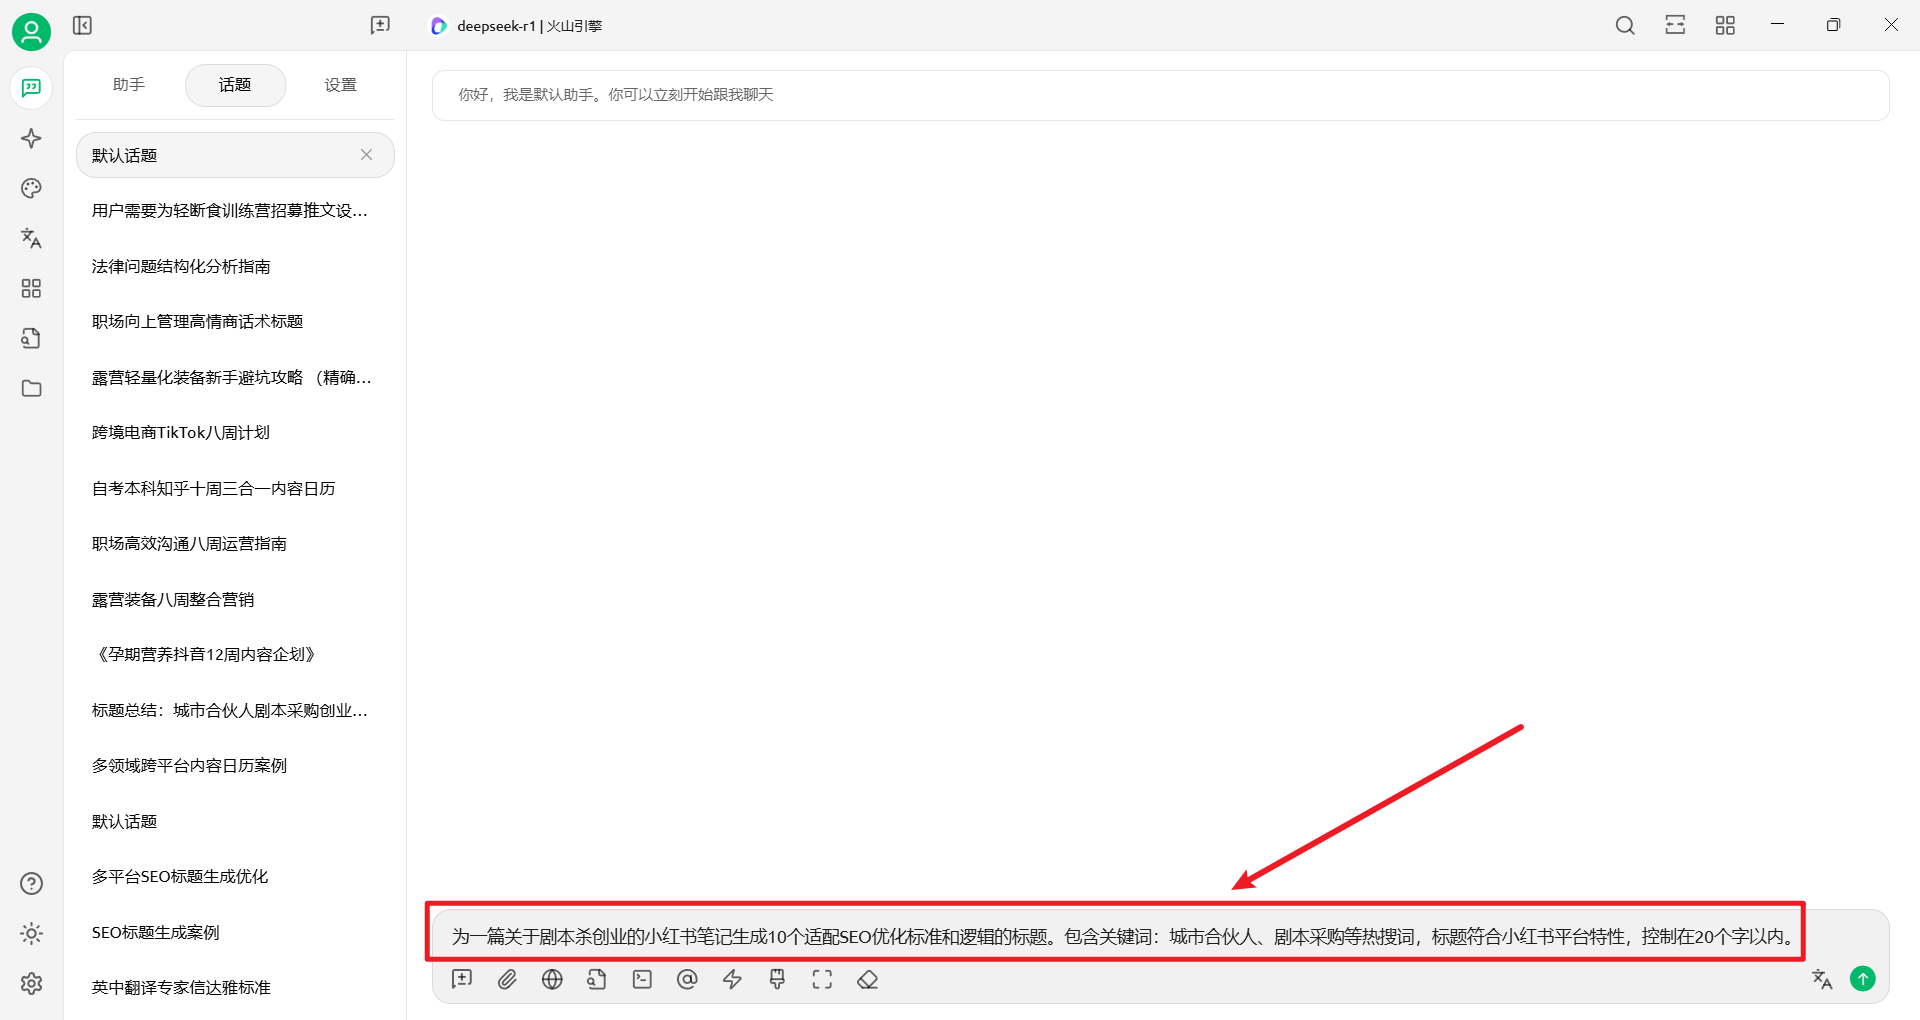 deepseek-r1 | 火山引擎
助手 话题 设置
默认话题
用户需要为轻断食训练营招募推文设...
法律问题结构化分析指南
职场向上管理高情商话术标题
露营轻量化装备新手避坑攻略 （精确...
跨境电商TikTok八周计划
自考本科知乎十周三合一内容日历
职场高效沟通八周运营指南
露营装备八周整合营销
《孕期营养抖音12周内容企划》
标题总结：城市合伙人剧本采购创业...
多领域跨平台内容日历案例
默认话题
多平台SEO标题生成优化
SEO标题生成案例
英中翻译专家信达雅标准
你好，我是默认助手。你可以立刻开始跟我聊天
为一篇关于剧本杀创业的小红书笔记生成10个适配SEO优化标准和逻辑的标题。包含关键词：城市合伙人、剧本采购等热搜词，标题符合小红书平台特性，控制在20个字以内。